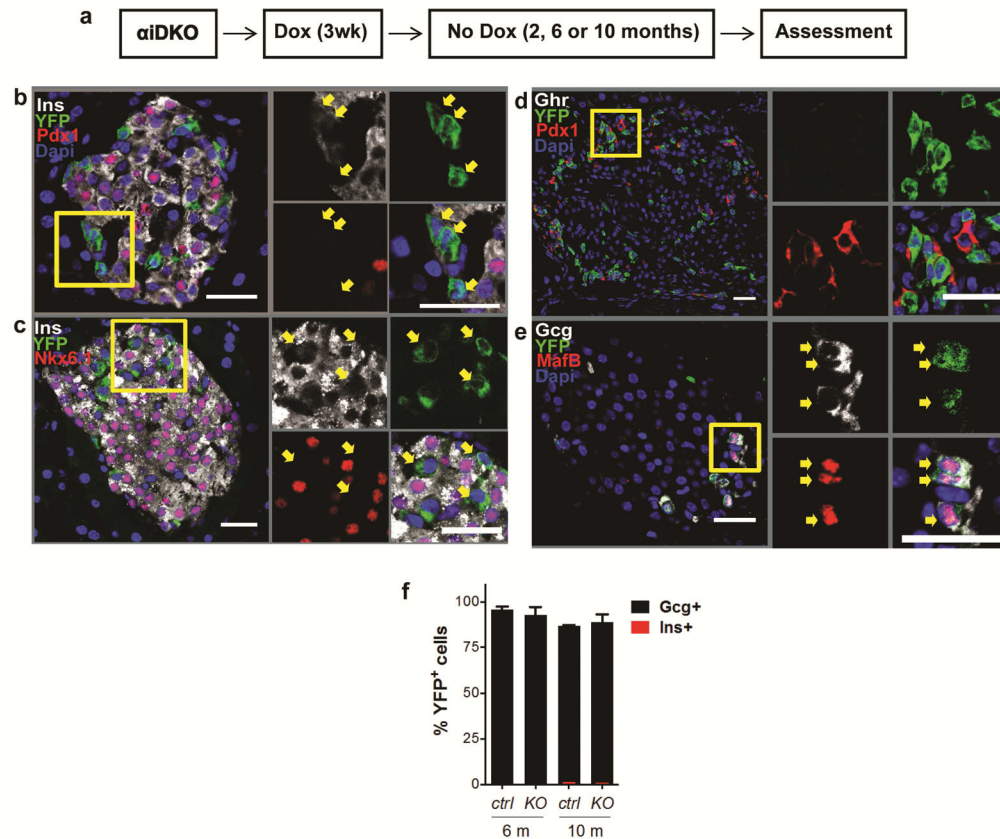 a
αiDKO
Dox (3wk)
No Dox (2, 6 or 10 months)
Assessment
b
Ins
YFP
Pdx1
Dapi
c
Ins
YFP
Nkx6.1
d
Ghr
YFP
Pdx1
Dapi
e
Gcg
YFP
MafB
Dapi
f
% YFP+ cells
100
75
50
25
0
Gcg+
Ins+
ctrl KO ctrl KO
6 m 10 m